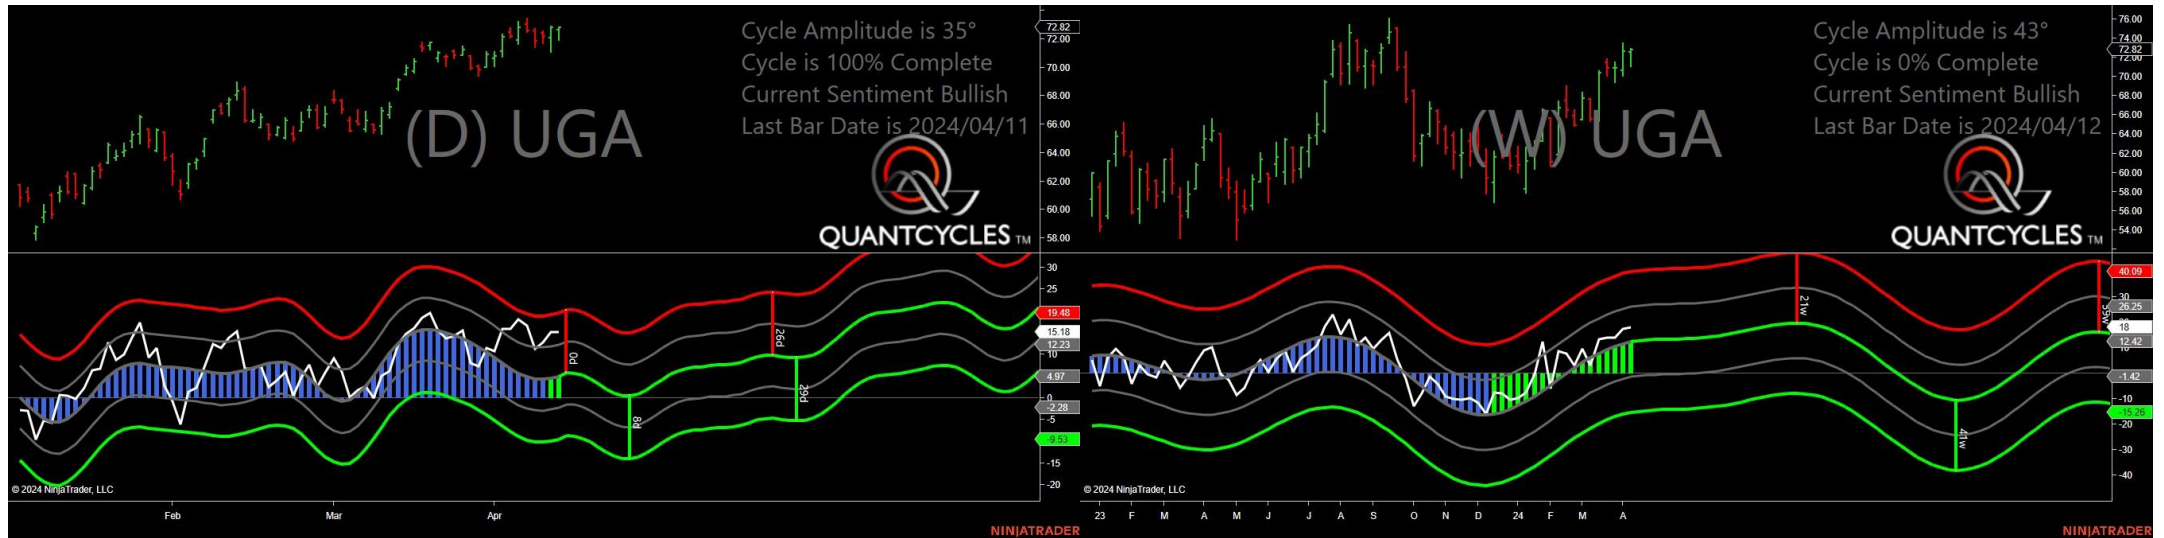 Cycle Amplitude is 35°
Cycle is 100% Complete
Current Sentiment Bullish
Last Bar Date is 2024/04/11
(D) UGA
QUANTCYCLES TM
72.82
72.00
70.00
68.00
66.00
64.00
62.00
60.00
58.00
30
25
19.48
15.18
12.23
10
4.97
0
-2.28
-5
-9.53
-15
-20
0d
8d
26d
29d
© 2024 NinjaTrader, LLC
Feb Mar Apr
NINJATRADER
Cycle Amplitude is 43°
Cycle is 0% Complete
Current Sentiment Bullish
Last Bar Date is 2024/04/12
(W) UGA
QUANTCYCLES TM
76.00
74.00
72.82
72.00
70.00
68.00
66.00
64.00
62.00
60.00
58.00
56.00
54.00
40.09
30
26.25
18
12.42
-1.42
-10
-15.26
-20
-30
-40
21w
41w
59w
© 2024 NinjaTrader, LLC
23 F M A M J J A S O N D 24 F M A
NINJATRADER